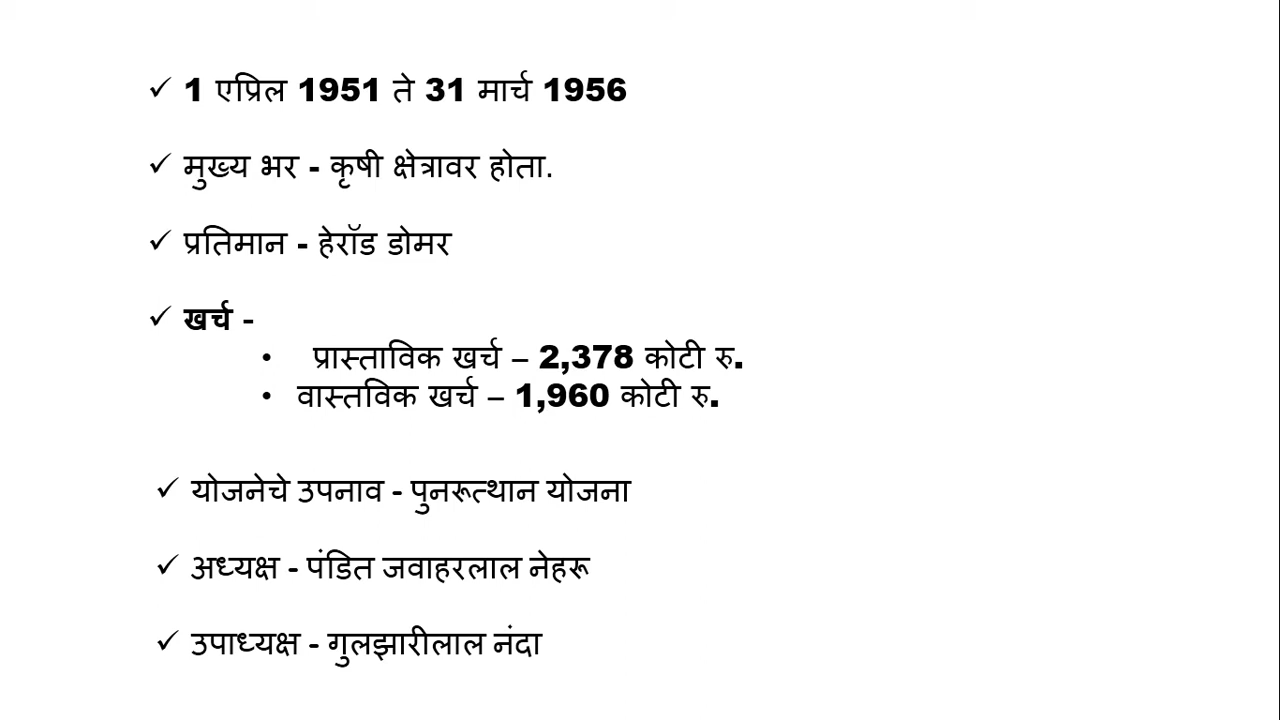 ✓ 1 एप्रिल 1951 ते 31 मार्च 1956
✓ मुख्य भर - कृषी क्षेत्रावर होता.
✓ प्रतिमान - हेरॉड डोमर
✓ खर्च -
• प्रास्ताविक खर्च – 2,378 कोटी रु.
• वास्तविक खर्च – 1,960 कोटी रु.
✓ योजनेचे उपनाव - पुनरूत्थान योजना
✓ अध्यक्ष - पंडित जवाहरलाल नेहरू
✓ उपाध्यक्ष - गुलझारीलाल नंदा